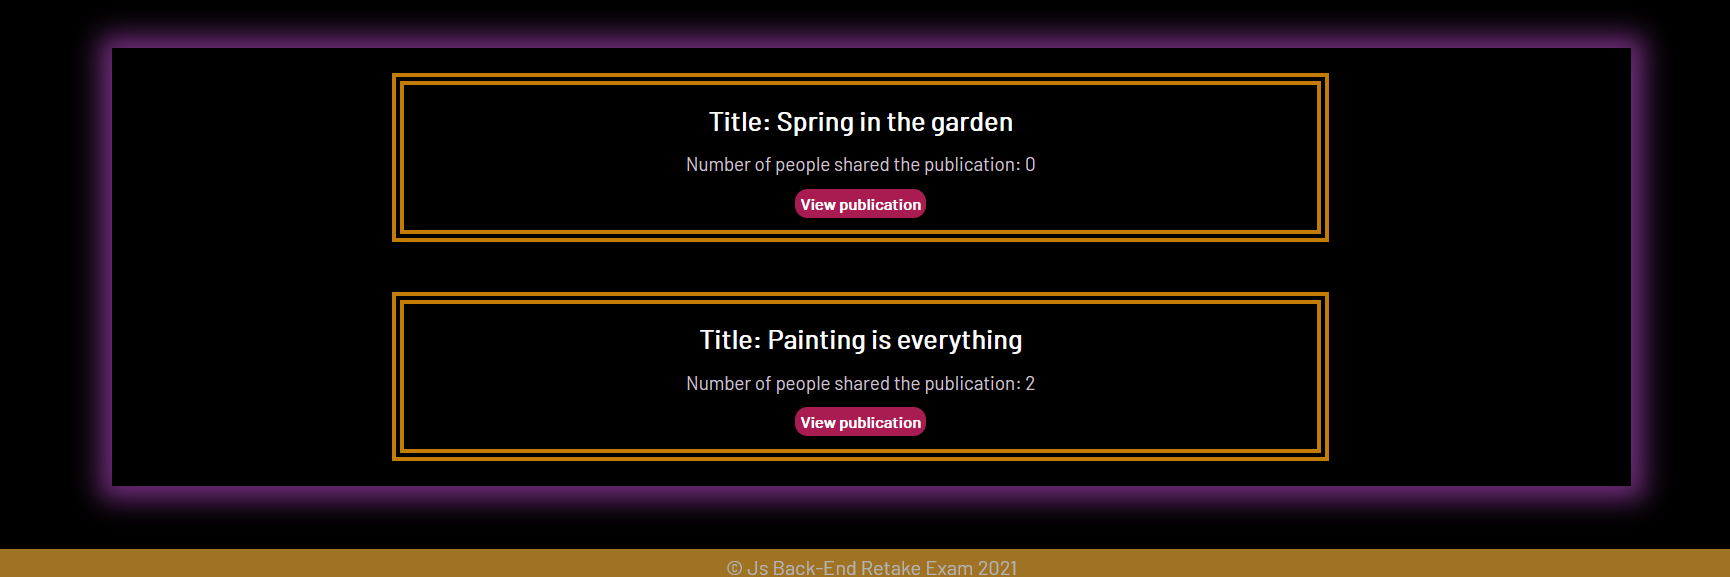 Title: Spring in the garden
Number of people shared the publication: 0
View publication
Title: Painting is everything
Number of people shared the publication: 2
View publication
© Js Back-End Retake Exam 2021